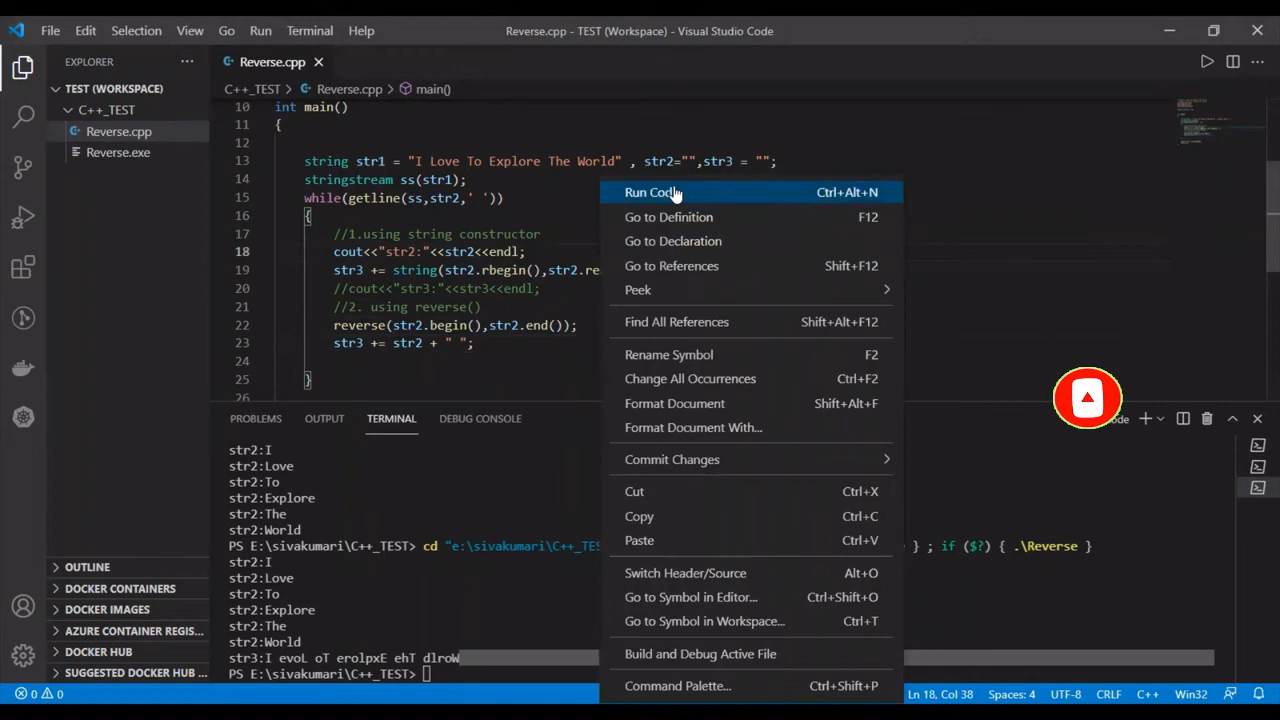 File Edit Selection View Go Run Terminal Help Reverse.cpp - TEST (Workspace) - Visual Studio Code
EXPLORER
TEST (WORKSPACE)
C++_TEST
Reverse.cpp
Reverse.exe
OUTLINE
DOCKER CONTAINERS
DOCKER IMAGES
AZURE CONTAINER REGIS...
DOCKER HUB
SUGGESTED DOCKER HUB ...
Reverse.cpp
C++_TEST > Reverse.cpp > main()
10 int main()
11 {
12
13 string str1 = "I Love To Explore The World" , str2="",str3 = "";
14 stringstream ss(str1);
15 while(getline(ss,str2,' '))
16 {
17 //1.using string constructor
18 cout<<"str2:"<<str2<<endl;
19 str3 += string(str2.rbegin(),str2.re
20 //cout<<"str3:"<<str3<<endl;
21 //2. using reverse()
22 reverse(str2.begin(),str2.end());
23 str3 += str2 + " ";
24
25 }
26
Run Code Ctrl+Alt+N
Go to Definition F12
Go to Declaration
Go to References Shift+F12
Peek
Find All References Shift+Alt+F12
Rename Symbol F2
Change All Occurrences Ctrl+F2
Format Document Shift+Alt+F
Format Document With...
Commit Changes
Cut Ctrl+X
Copy Ctrl+C
Paste Ctrl+V
Switch Header/Source Alt+O
Go to Symbol in Editor... Ctrl+Shift+O
Go to Symbol in Workspace... Ctrl+T
Build and Debug Active File
Command Palette... Ctrl+Shift+P
PROBLEMS OUTPUT TERMINAL DEBUG CONSOLE
str2:I
str2:Love
str2:To
str2:Explore
str2:The
str2:World
PS E:\sivakumari\C++_TEST> cd "e:\sivakumari\C++_TES e } ; if ($?) { .\Reverse }
str2:I
str2:Love
str2:To
str2:Explore
str2:The
str2:World
str3:I evoL oT erolpxE ehT dlroW
PS E:\sivakumari\C++_TEST>
0 0 Ln 18, Col 38 Spaces: 4 UTF-8 CRLF C++ Win32